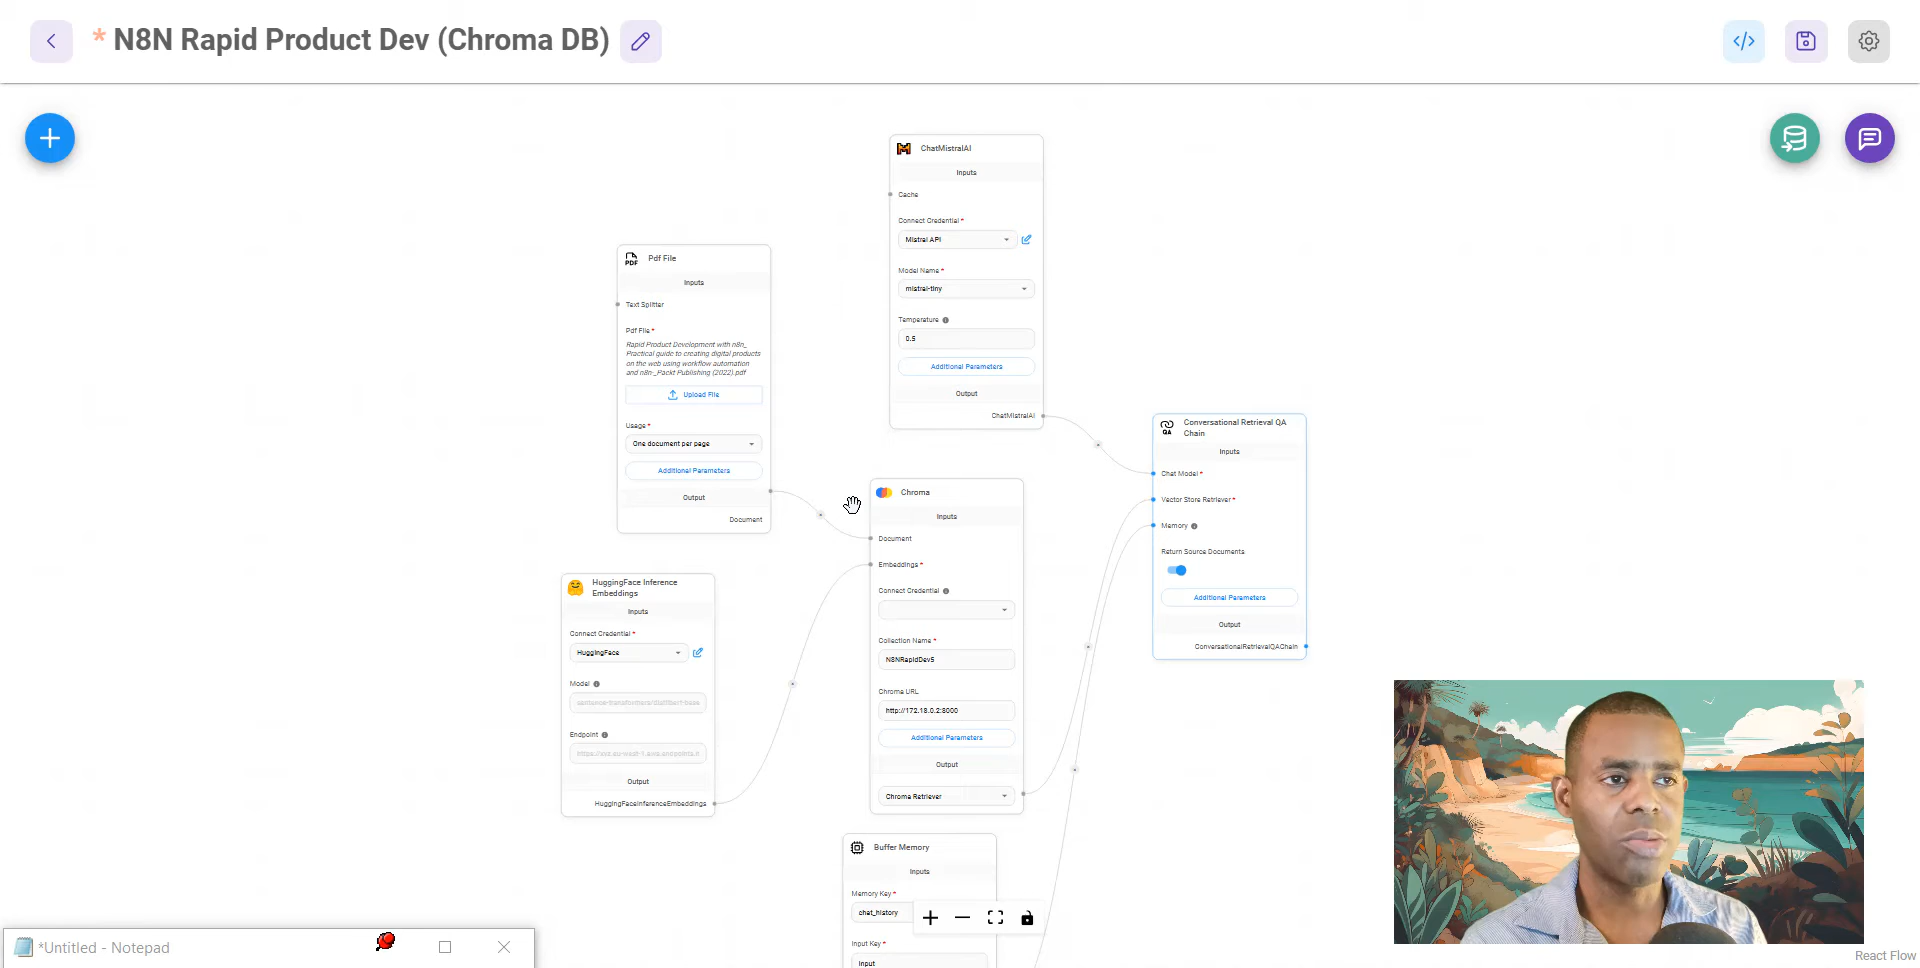 * N8N Rapid Product Dev (Chroma DB)
ChatMistralAI
Inputs
Cache
Connect Credential *
Mistral API
Model Name *
mistral-tiny
Temperature
0.5
Additional Parameters
Output
ChatMistralAI
Pdf File
Inputs
Text Splitter
Pdf File *
Rapid Product Development with n8n_
Practical guide to creating digital products
on the web using workflow automation
and n8n-_Packt Publishing (2022).pdf
Upload File
Usage *
One document per page
Additional Parameters
Output
Document
Conversational Retrieval QA
Chain
Inputs
Chat Model *
Vector Store Retriever *
Memory
Return Source Documents
Additional Parameters
Output
ConversationalRetrievalQAChain
Chroma
Inputs
Document
Embeddings *
Connect Credential
Collection Name *
N8NRapidDev5
Chroma URL
http://172.18.0.2:8000
Additional Parameters
Output
Chroma Retriever
HuggingFace Inference
Embeddings
Inputs
Connect Credential *
HuggingFace
Model
Endpoint
Output
HuggingFaceInferenceEmbeddings
Buffer Memory
Inputs
Memory Key *
chat_history
Input Key *
input
*Untitled - Notepad
React Flow